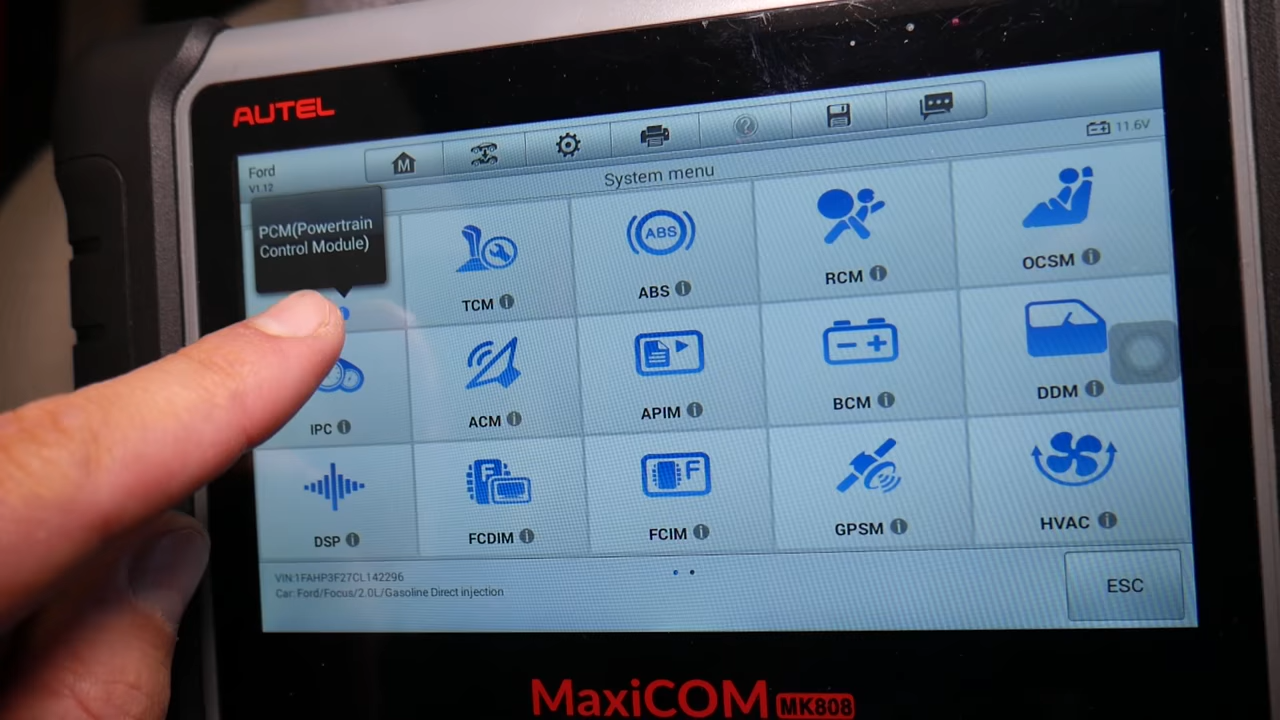 AUTEL
Ford
V1.12
M
11.6V
System menu
PCM(Powertrain
Control Module)
TCM
ABS
ABS
RCM
OCSM
IPC
ACM
APIM
BCM
DDM
DSP
F
FCDIM
F
FCIM
GPSM
HVAC
VIN:1FAHP3F27CL142296
Car: Ford/Focus/2.0L/Gasoline Direct injection
ESC
MaxiCOM MK808